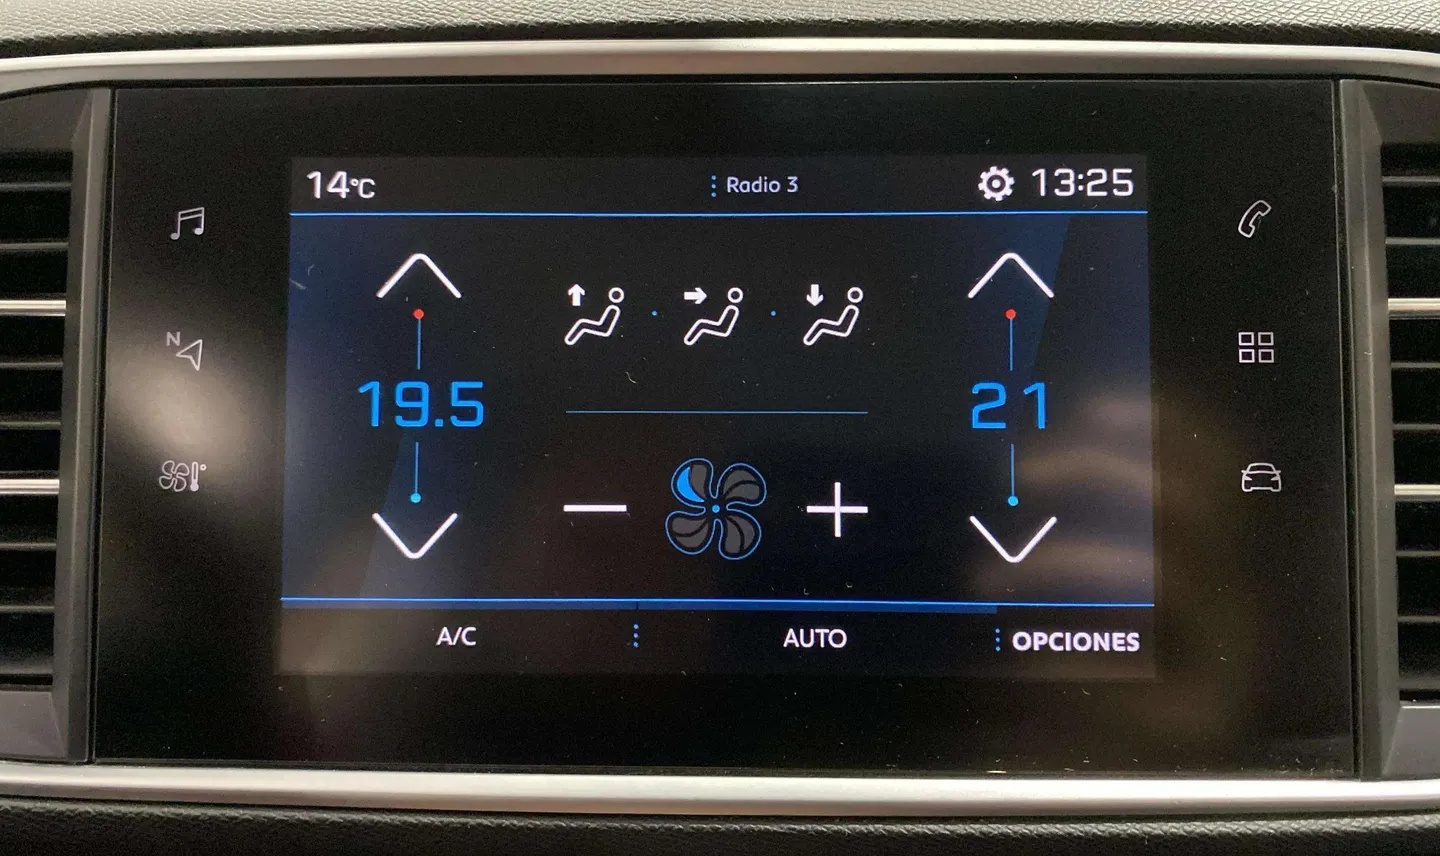 14°C
Radio 3
13:25
N
19.5
21
A/C
AUTO
OPCIONES